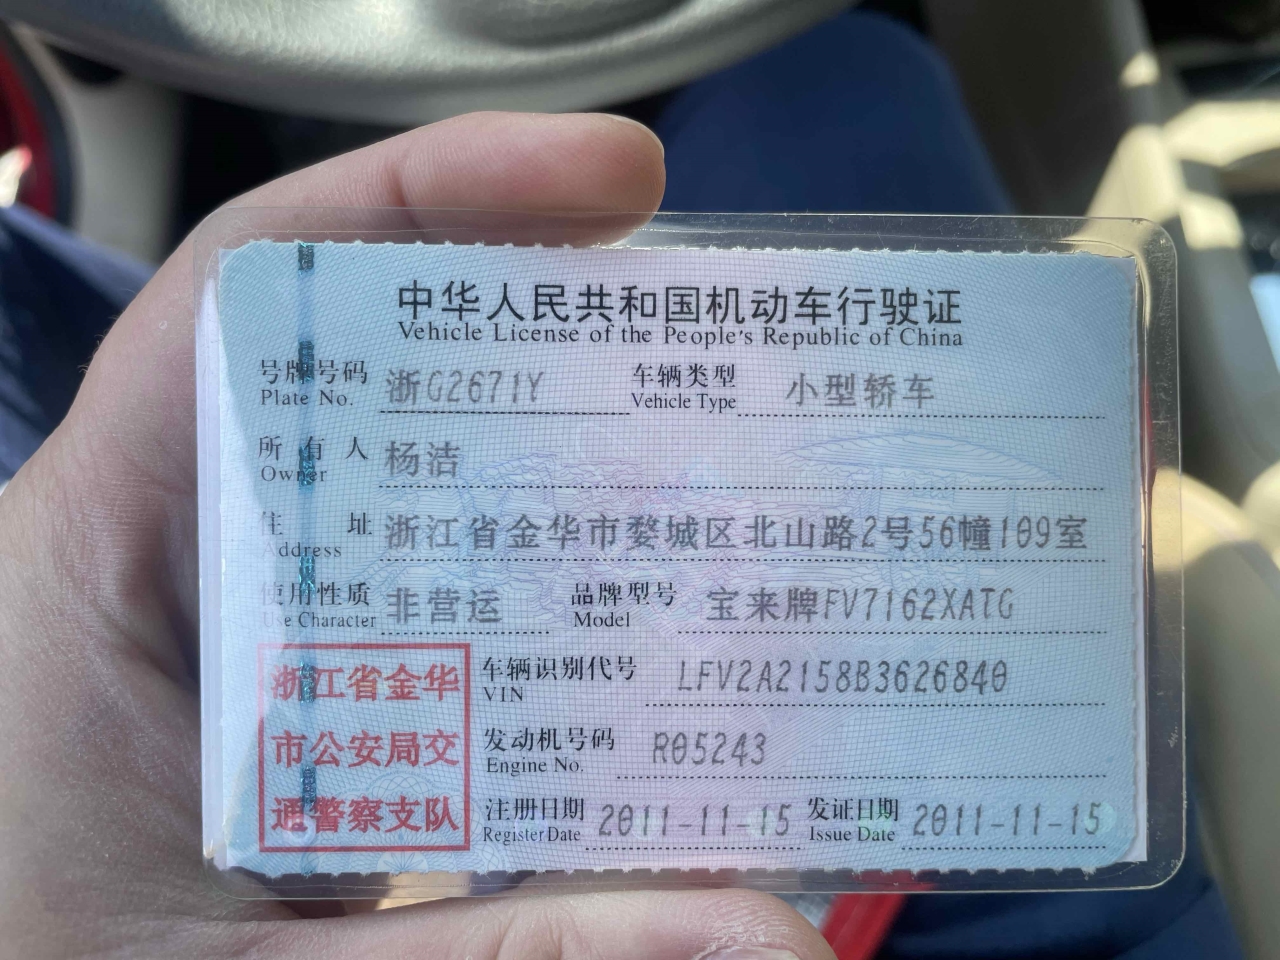 中华人民共和国机动车行驶证
Vehicle License of the People's Republic of China
号牌号码 浙G2671Y 车辆类型 小型轿车
Plate No. Vehicle Type
所有人 杨洁
Owner
住址 浙江省金华市婺城区北山路2号56幢109室
Address
使用性质 非营运 品牌型号 宝来牌FV7162XATG
Use Character Model
浙江省金华
市公安局交
通警察支队
车辆识别代号 LFV2A2158B3626840
VIN
发动机号码 R05243
Engine No.
注册日期 2011-11-15 发证日期 2011-11-15
Register Date Issue Date